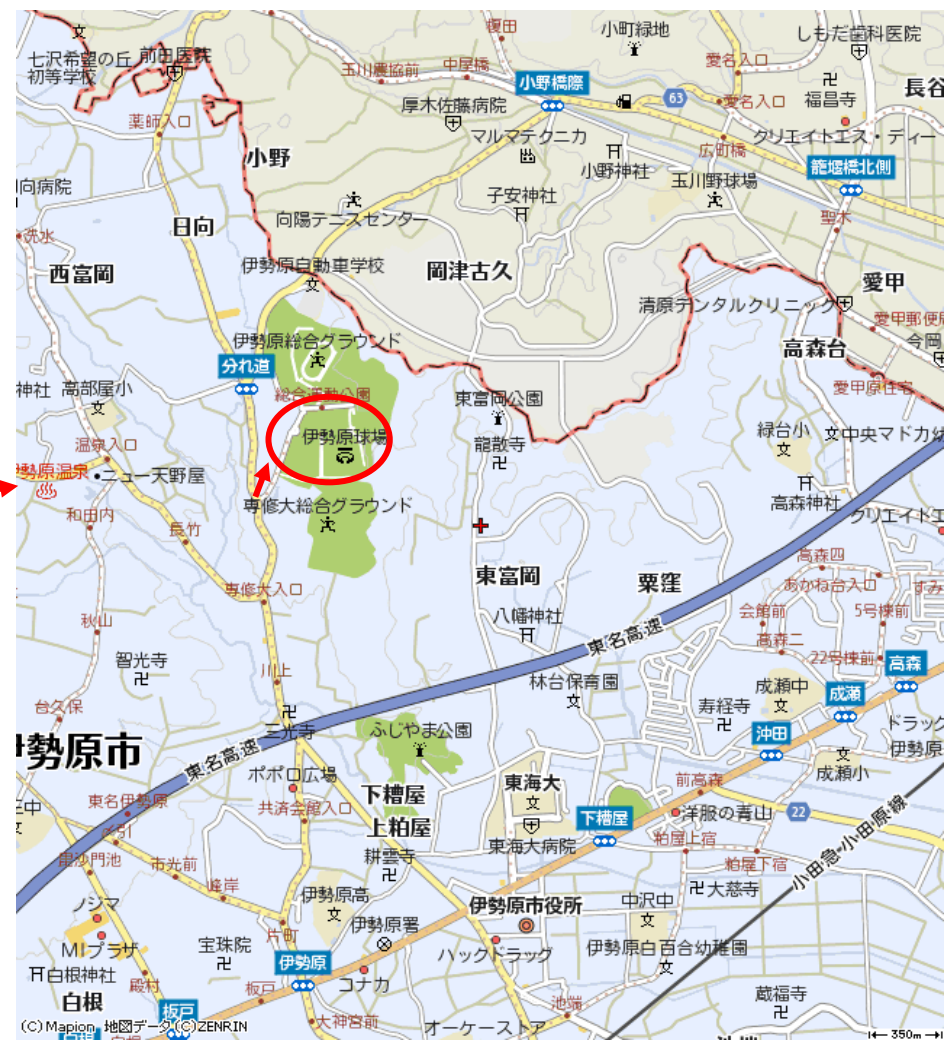 榎田
小町緑地
しもだ歯科医院
七沢希望の丘
初等学校
前田医院
玉川農協前
中屋橋
愛名入口
小野橋際
63
愛名入口
福昌寺
長谷
厚木佐藤病院
薬師入口
マルマテクニカ
クリエイトエス・ディー
広町橋
小野
小野神社
籠堰橋北側
向病院
子安神社
玉川野球場
日向
向陽テニスセンター
聖木
洗水
西富岡
伊勢原自動車学校
岡津古久
愛甲
清原デンタルクリニック
愛甲郵便局
今岡
伊勢原総合グラウンド
高森台
分れ道
神社
高部屋小
総合運動公園
東富岡公園
愛甲原住宅
伊勢原球場
龍散寺
緑台小
中央マドカ幼
温泉入口
勢原温泉
ニュー天野屋
専修大総合グラウンド
高森神社
クリエイトエ
和田内
長竹
東富岡
栗窪
高森四
専修大入口
あかね台入口
すみ
八幡神社
会館前
5号棟前
秋山
東名高速
高森二
智光寺
22号棟前
高森
川上
林台保育園
成瀬中
成瀬
台久保
三光寺
ふじやま公園
寿経寺
沖田
ドラッグ
伊勢原
勢原市
東名高速
ポポロ広場
成瀬小
東名伊勢原
共済会館入口
下糟屋
東海大
前高森
三中
〆引
上粕屋
下糟屋
洋服の青山
22
毘沙門池
市光前
耕雲寺
東海大病院
粕屋上宿
粕屋下宿
小田急・小田原線
峰岸
大慈寺
ノジマ
伊勢原高
伊勢原市役所
中沢中
片町
伊勢原署
MIプラザ
宝珠院
伊勢原
ハックドラッグ
伊勢原白百合幼稚園
白根神社
殿村
板戸
コナカ
白根
板戸
池端
蔵福寺
(C)Mapion 地図データ(C)ZENRIN
大神宮前
オーケーストア
350m